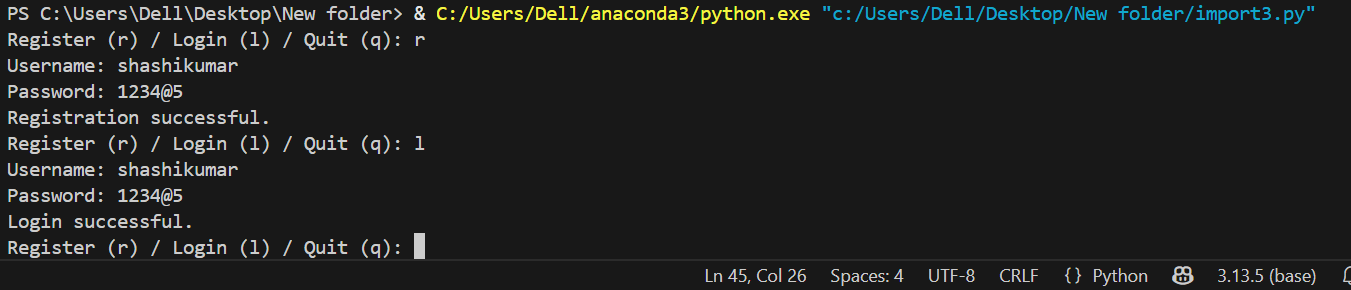 PS C:\Users\Dell\Desktop\New folder> & C:/Users/Dell/anaconda3/python.exe "c:/Users/Dell/Desktop/New folder/import3.py"
Register (r) / Login (l) / Quit (q): r
Username: shashikumar
Password: 1234@5
Registration successful.
Register (r) / Login (l) / Quit (q): l
Username: shashikumar
Password: 1234@5
Login successful.
Register (r) / Login (l) / Quit (q):
Ln 45, Col 26 Spaces: 4 UTF-8 CRLF {} Python 3.13.5 (base)